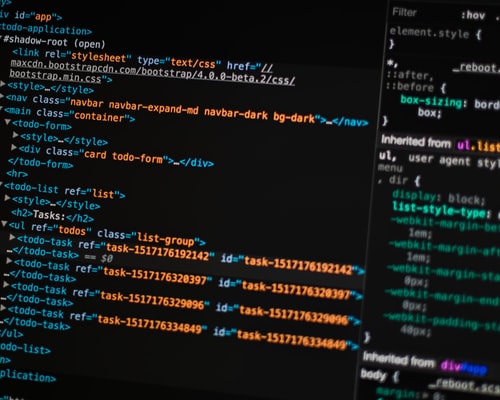 div id="app">
todo-application>
#shadow-root (open)
<link rel="stylesheet" type="text/css" href="//
maxcdn.bootstrapcdn.com/bootstrap/4.0.0-beta.2/css/
bootstrap.min.css">
<style>…</style>
<nav class="navbar navbar-expand-md navbar-dark bg-dark">…</nav>
<main class="container">
<todo-form>
<style>…</style>
<div class="card todo-form">…</div>
</todo-form>
<hr>
todo-list ref="list">
<style>…</style>
<h2>Tasks:</h2>
<ul ref="todos" class="list-group">
<todo-task ref="task-1517176192142" id="task-1517176192142">
…</todo-task> == $0
<todo-task ref="task-1517176320397" id="task-1517176320397">
…</todo-task>
<todo-task ref="task-1517176329096" id="task-1517176329096">
…</todo-task>
<todo-task ref="task-1517176334849" id="task-1517176334849">
…</todo-task>
</ul>
todo-list>
Filter :hov
element.style {
}
*, _reboot.
::after,
::before {
box-sizing: bord
box;
}
Inherited from ul.list
ul, user agent style
menu
, dir {
display: block;
list-style-type:
-webkit-margin-be
1em;
-webkit-margin-af
1em;
-webkit-margin-st
0px;
-webkit-margin-en
0px;
-webkit-padding-s
40px;
}
Inherited from div#app
body { _reboot.scs
margin: 0;